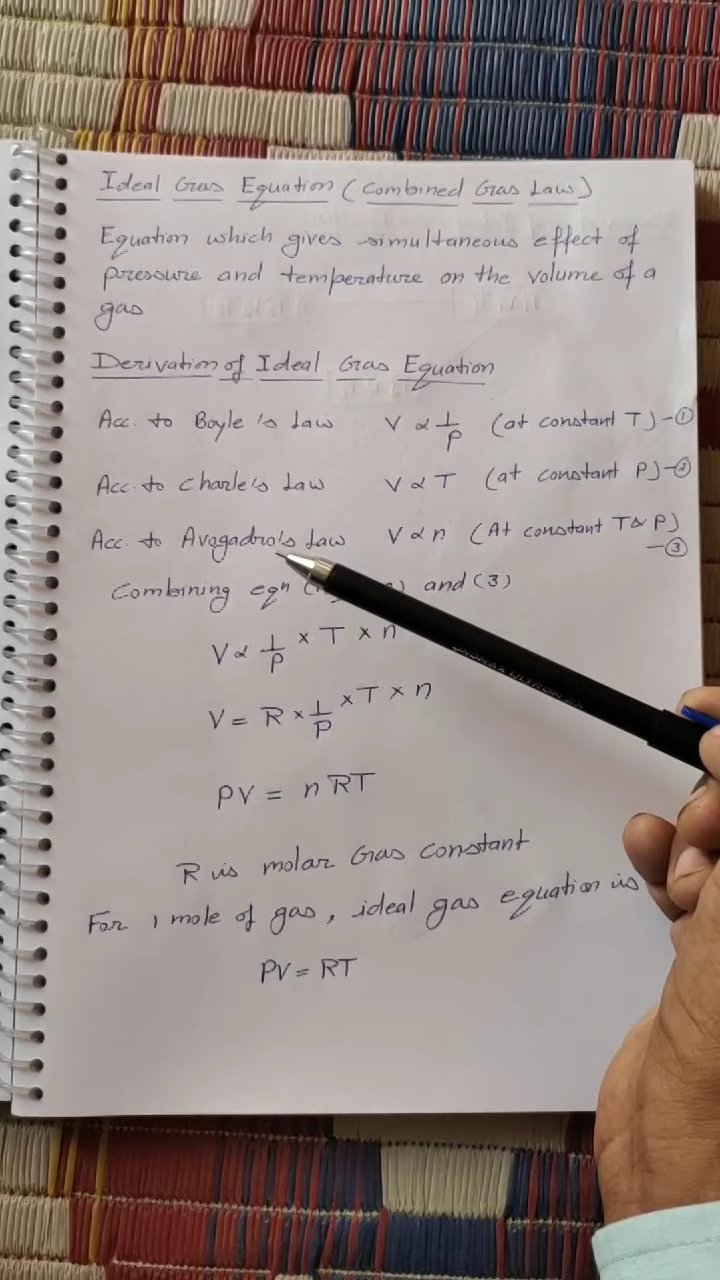 Ideal Gas Equation (Combined Gas Law)
Equation which gives simultaneous effect of
pressure and temperature on the volume of a
gas
Derivation of Ideal Gas Equation
Acc. to Boyle's Law V ∝ 1/P (at constant T) - ①
Acc. to Charle's Law V ∝ T (at constant P) - ②
Acc. to Avogadro's Law V ∝ n (At constant T & P)
- ③
Combining eqn and (3)
V ∝ 1/P × T × n
V = R × 1/P × T × n
PV = nRT
R is molar Gas constant
For 1 mole of gas, ideal gas equation is
PV = RT